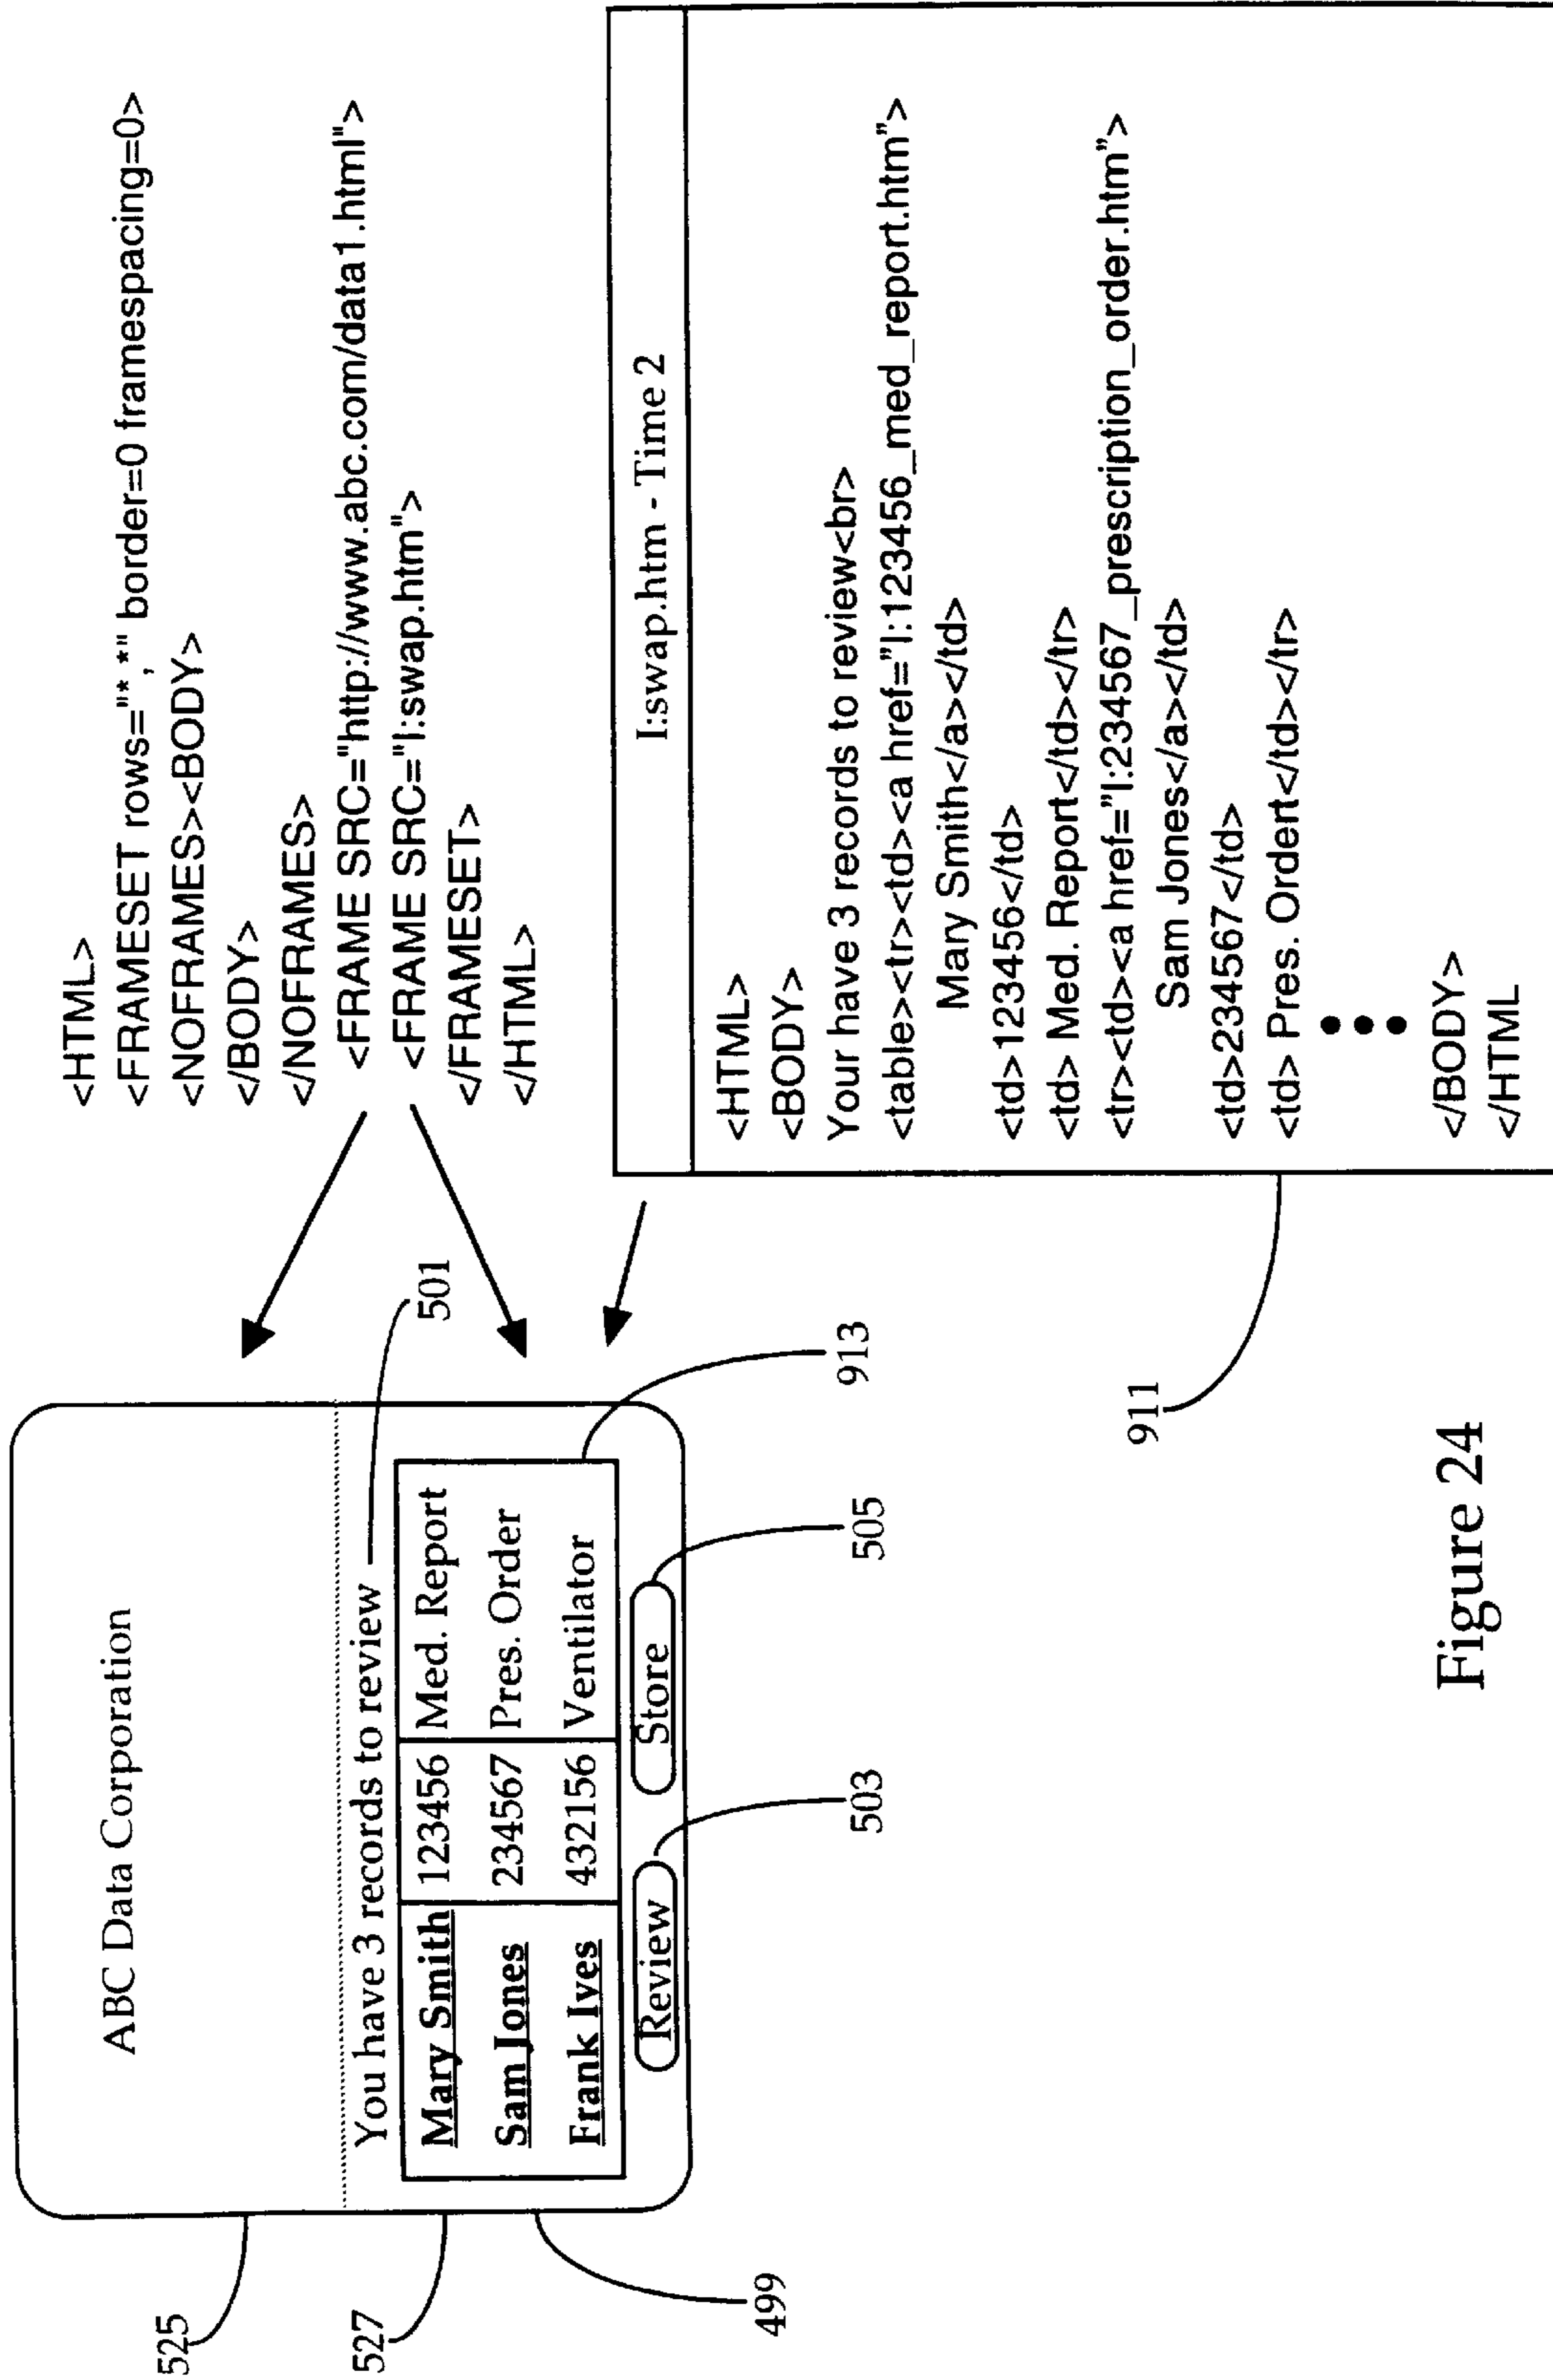 ABC Data Corporation
You have 3 records to review
Mary Smith 123456 Med. Report
Sam Jones 234567 Pres. Order
Frank Ives 432156 Ventilator
Review Store
525
527
499
501
913
503
505
<HTML>
<FRAMESET rows="*,*" border=0 framespacing=0>
<NOFRAMES><BODY>
</BODY>
</NOFRAMES>
<FRAME SRC="http://www.abc.com/data1.html">
<FRAME SRC="I:swap.htm">
</FRAMESET>
</HTML>
I:swap.htm - Time 2
<HTML>
<BODY>
Your have 3 records to review<br>
<table><tr><td><a href="I:123456_med_report.htm">
Mary Smith</a></td>
<td>123456</td>
<td> Med. Report</td></tr>
<tr><td><a href="I:234567_prescription_order.htm">
Sam Jones</a></td>
<td>234567</td>
<td> Pres. Ordert</td></tr>
</BODY>
</HTML
911
Figure 24